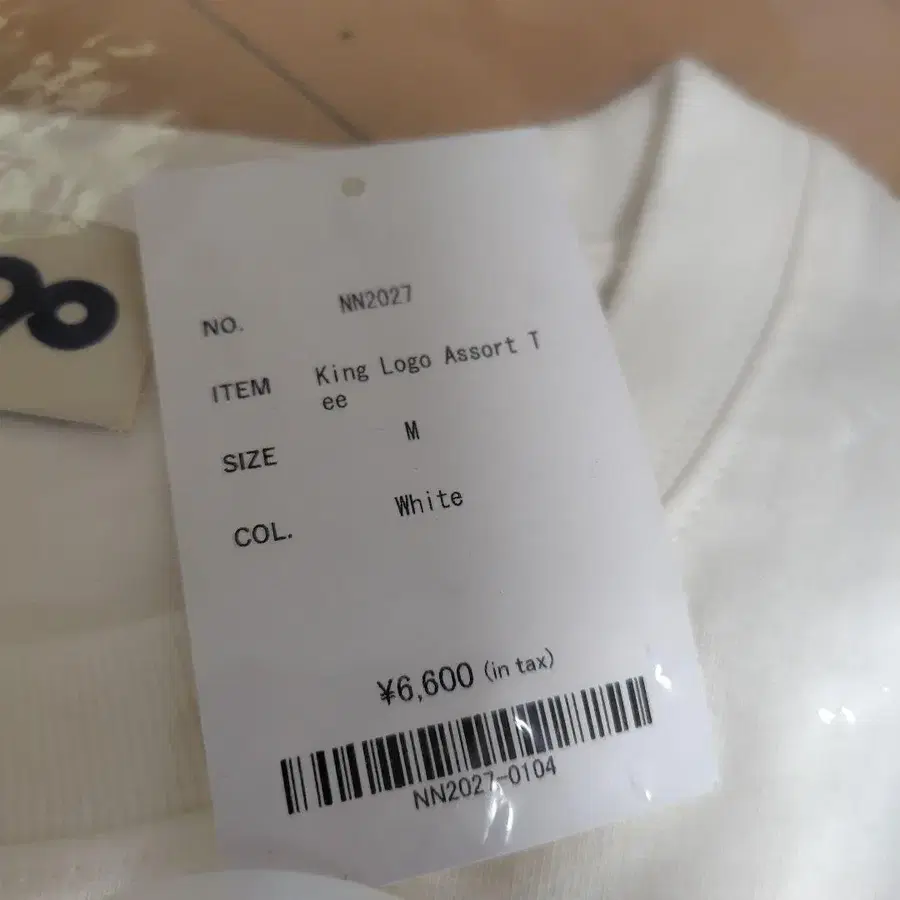 NO. NN2027
ITEM King Logo Assort T
ee
SIZE M
COL. White
¥6,600 (in tax)
NN2027-0104